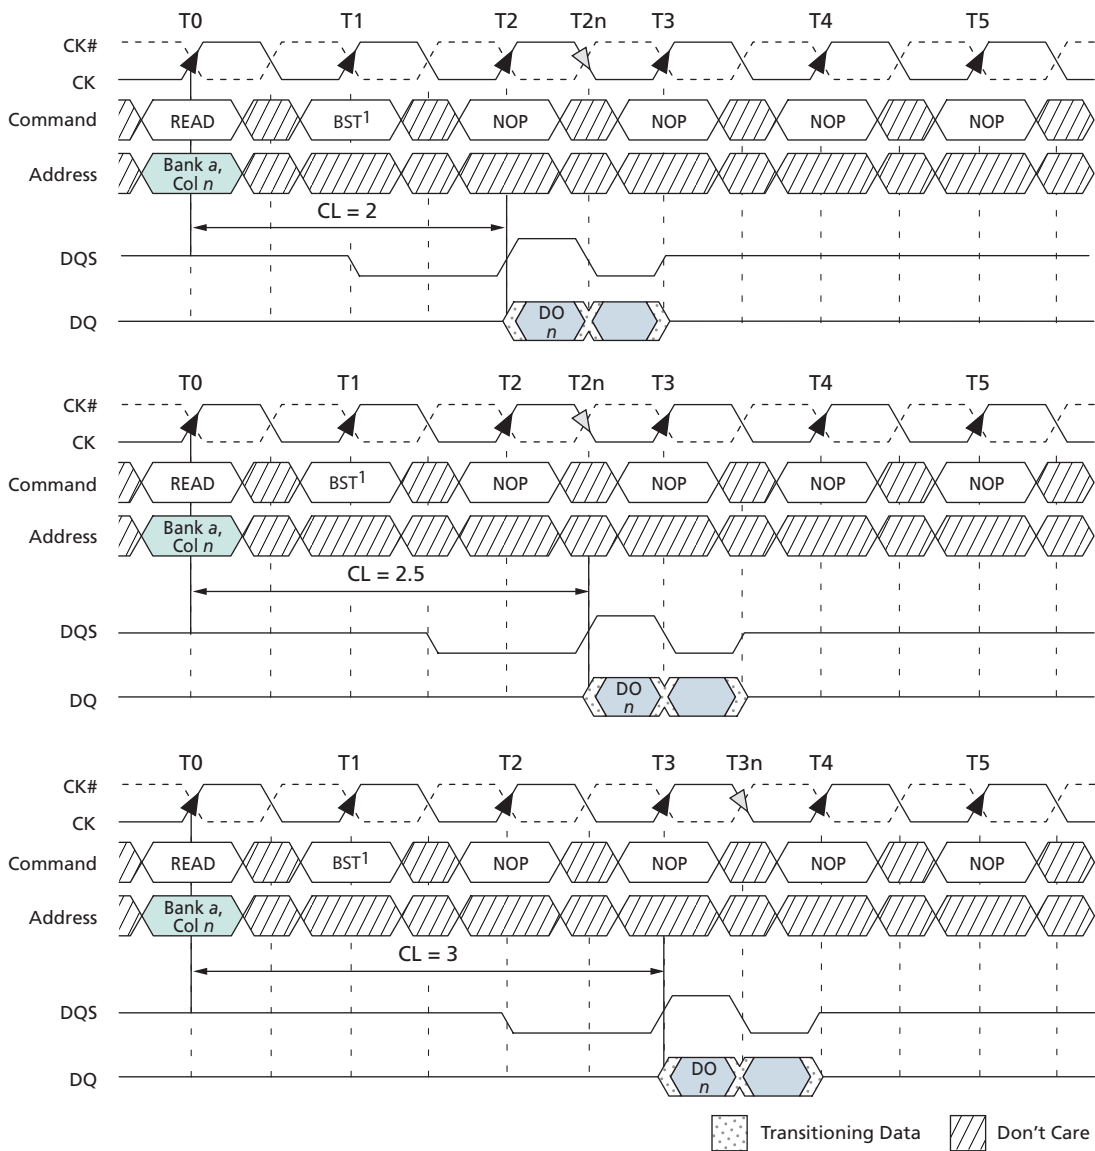 T0 T1 T2 T2n T3 T4 T5
CK#
CK
Command READ BST1 NOP NOP NOP NOP
Address Bank a,
Col n
CL = 2
DQS
DQ DO
n
T0 T1 T2 T2n T3 T4 T5
CK#
CK
Command READ BST1 NOP NOP NOP NOP
Address Bank a,
Col n
CL = 2.5
DQS
DQ DO
n
T0 T1 T2 T3 T3n T4 T5
CK#
CK
Command READ BST1 NOP NOP NOP NOP
Address Bank a,
Col n
CL = 3
DQS
DQ DO
n
Transitioning Data Don't Care